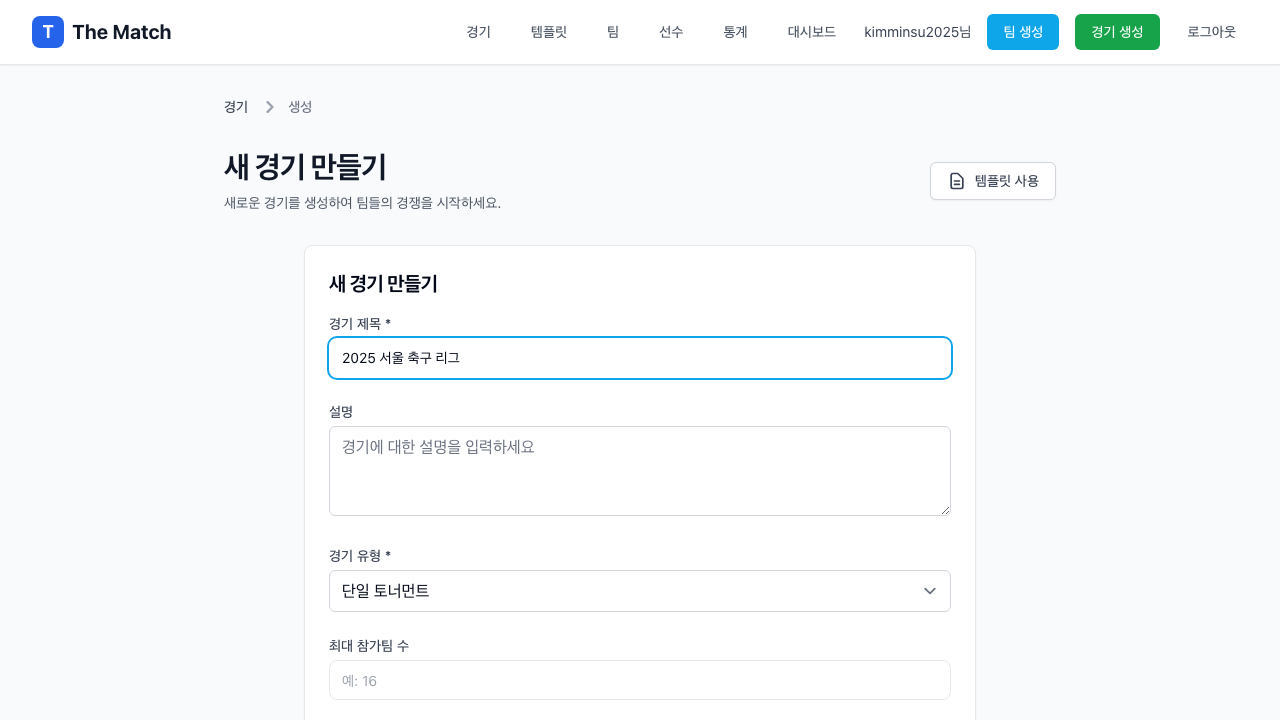 T The Match
경기 템플릿 팀 선수 통계 대시보드 kimminsu2025님 팀 생성 경기 생성 로그아웃
경기 생성
새 경기 만들기
템플릿 사용
새로운 경기를 생성하여 팀들의 경쟁을 시작하세요.
새 경기 만들기
경기 제목 *
2025 서울 축구 리그
설명
경기에 대한 설명을 입력하세요
경기 유형 *
단일 토너먼트
최대 참가팀 수
예: 16